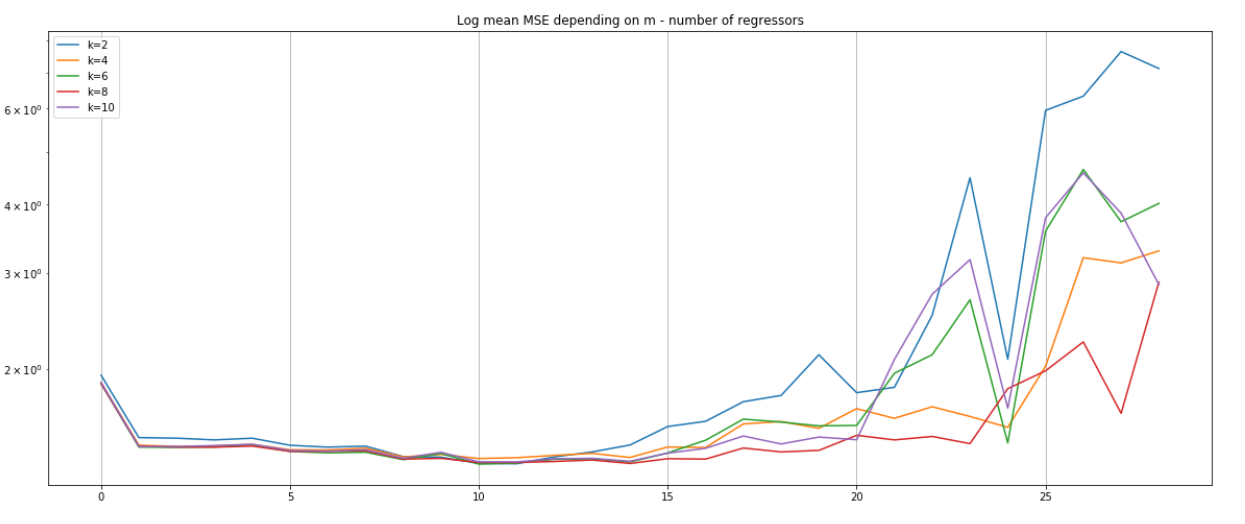 Log mean MSE depending on m - number of regressors
k=2
k=4
k=6
k=8
k=10
6 × 10⁰
4 × 10⁰
3 × 10⁰
2 × 10⁰
0 5 10 15 20 25